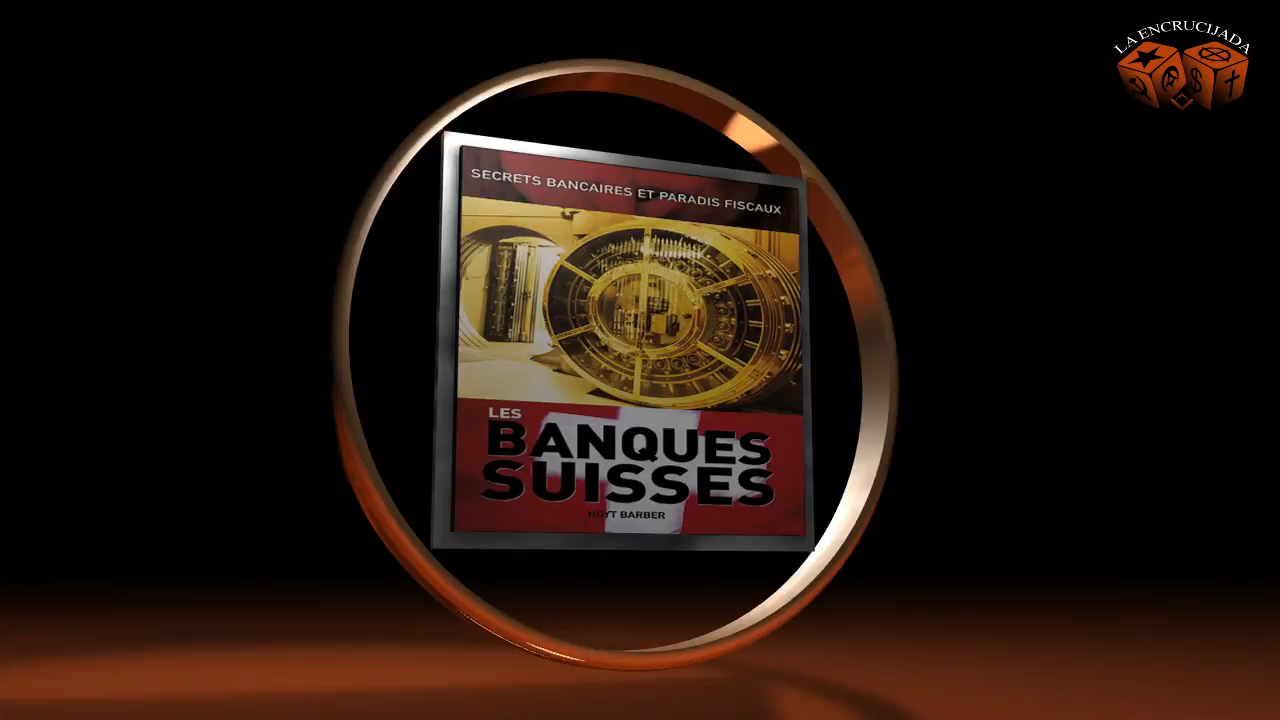 LA ENCRUCIJADA
SECRETS BANCAIRES ET PARADIS FISCAUX
LES
BANQUES
SUISSES
HOYT BARBER